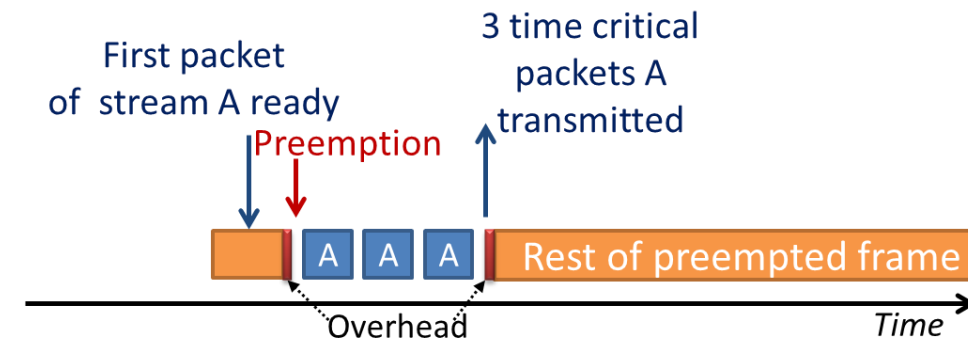 First packet
of stream A ready
3 time critical
packets A
transmitted
Preemption
A A A Rest of preempted frame
Overhead
Time